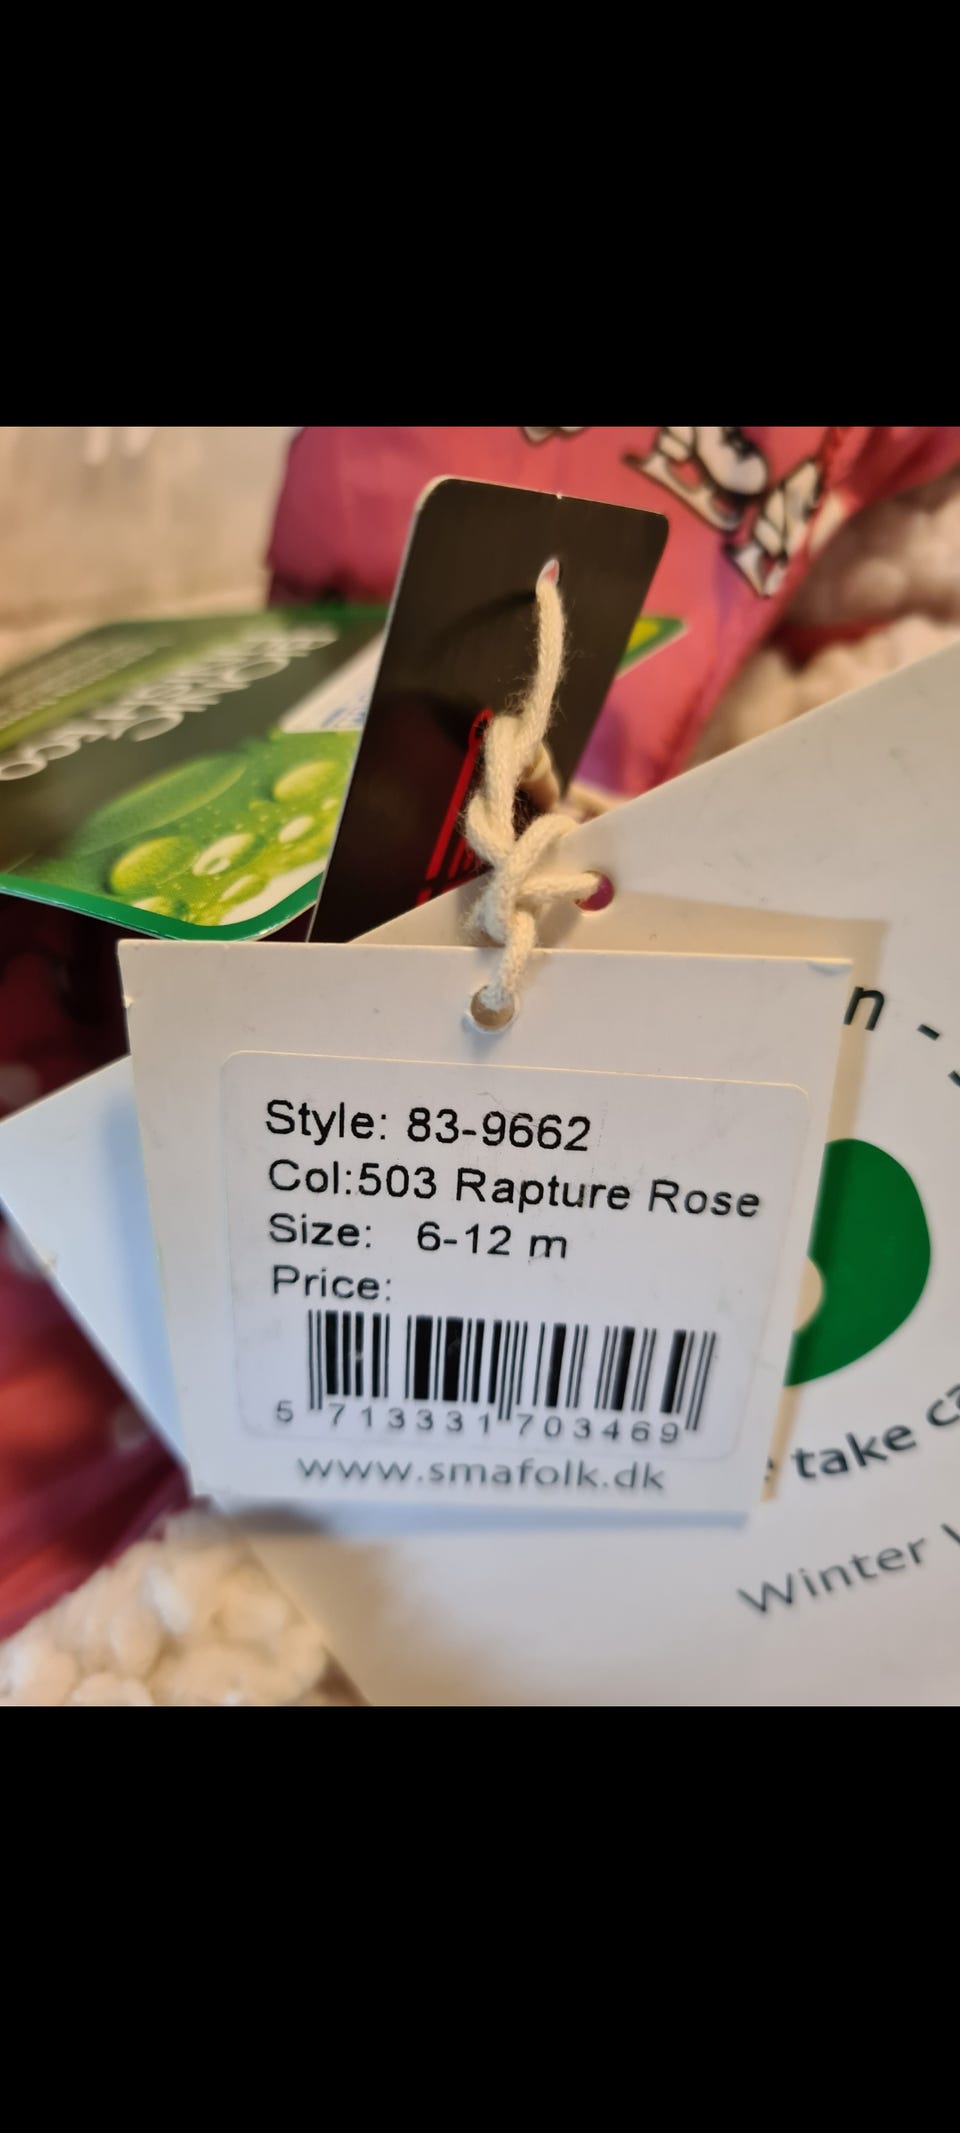 n -
Style: 83-9662
Col:503 Rapture Rose
Size: 6-12 m
Price:
5 713331 703469
www.smafolk.dk
take
Winter